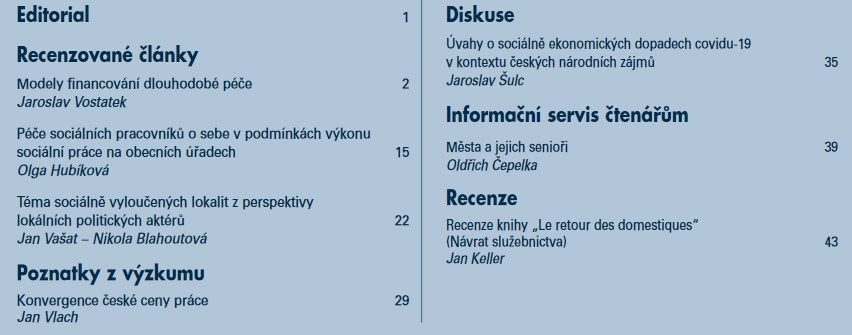 Editorial 1
Recenzované články
Modely financování dlouhodobé péče 2
Jaroslav Vostatek
Péče sociálních pracovníků o sebe v podmínkách výkonu
sociální práce na obecních úřadech 15
Olga Hubíková
Téma sociálně vyloučených lokalit z perspektivy
lokálních politických aktérů 22
Jan Vašat – Nikola Blahoutová
Poznatky z výzkumu
Konvergence české ceny práce 29
Jan Vlach
Diskuse
Úvahy o sociálně ekonomických dopadech covidu-19
v kontextu českých národních zájmů 35
Jaroslav Šulc
Informační servis čtenářům
Města a jejich senioři 39
Oldřich Čepelka
Recenze
Recenze knihy „Le retour des domestiques“
(Návrat služebnictva) 43
Jan Keller